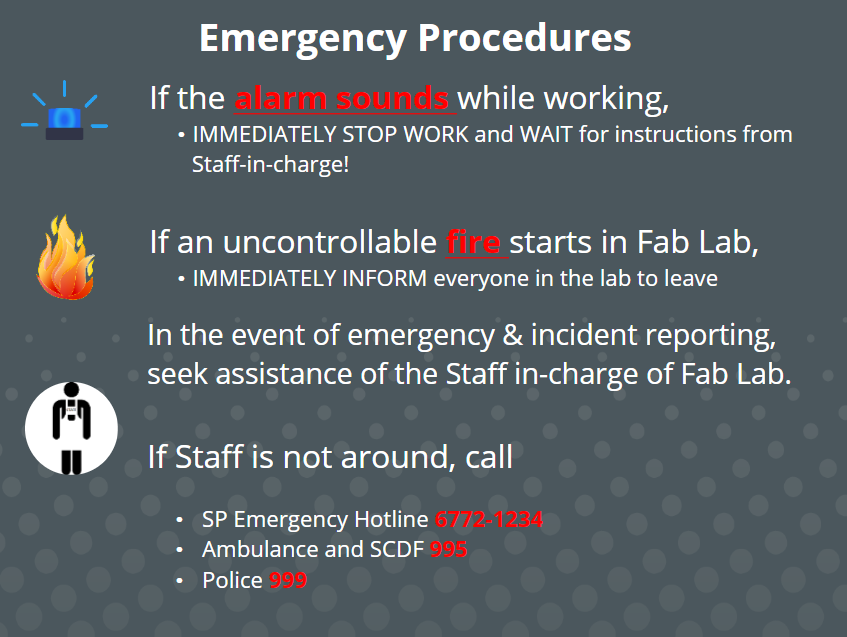 Emergency Procedures
If the alarm sounds while working,
• IMMEDIATELY STOP WORK and WAIT for instructions from
Staff-in-charge!
If an uncontrollable fire starts in Fab Lab,
• IMMEDIATELY INFORM everyone in the lab to leave
In the event of emergency & incident reporting,
seek assistance of the Staff in-charge of Fab Lab.
If Staff is not around, call
• SP Emergency Hotline 6772-1234
• Ambulance and SCDF 995
• Police 999